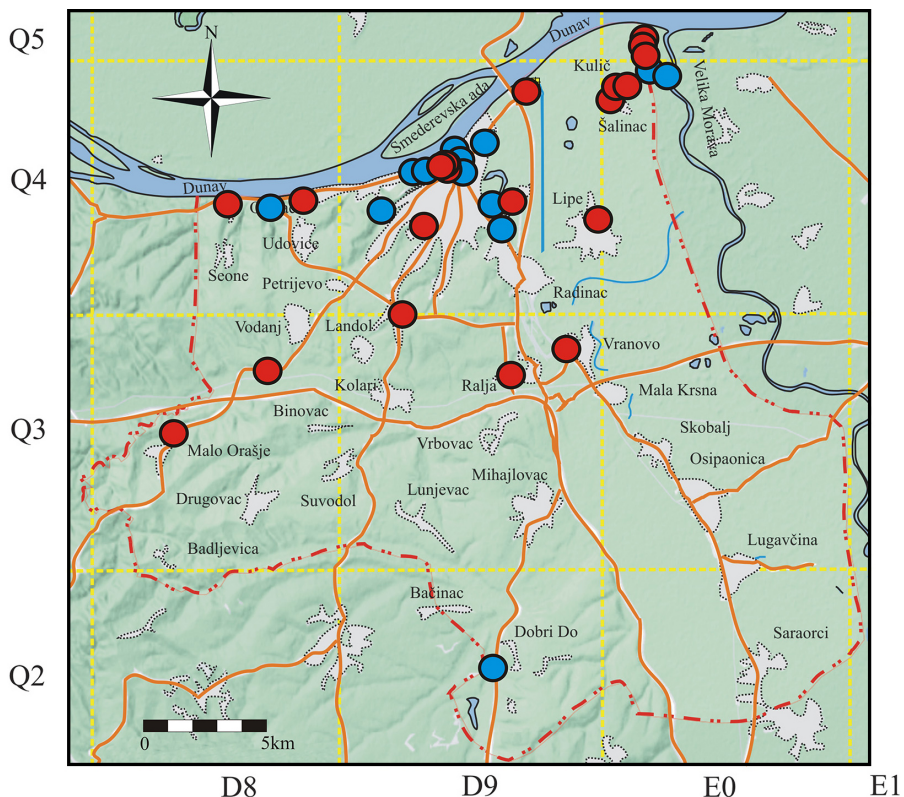 Q5
N
Dunav
Kulič
Velika Morava
Smederevska ada
Šalinac
Q4
Dunav
Lipe
Udovice
Seone
Petrijevo
Radinac
Vodanj
Landol
Vranovo
Kolari
Ralja
Mala Krsna
Binovac
Q3
Skobalj
Vrbovac
Malo Orašje
Osipaonica
Mihajlovac
Drugovac
Suvodol
Lunjevac
Lugavčina
Badljevica
Bačinac
Dobri Do
Saraorci
Q2
0 5km
D8 D9 E0 E1